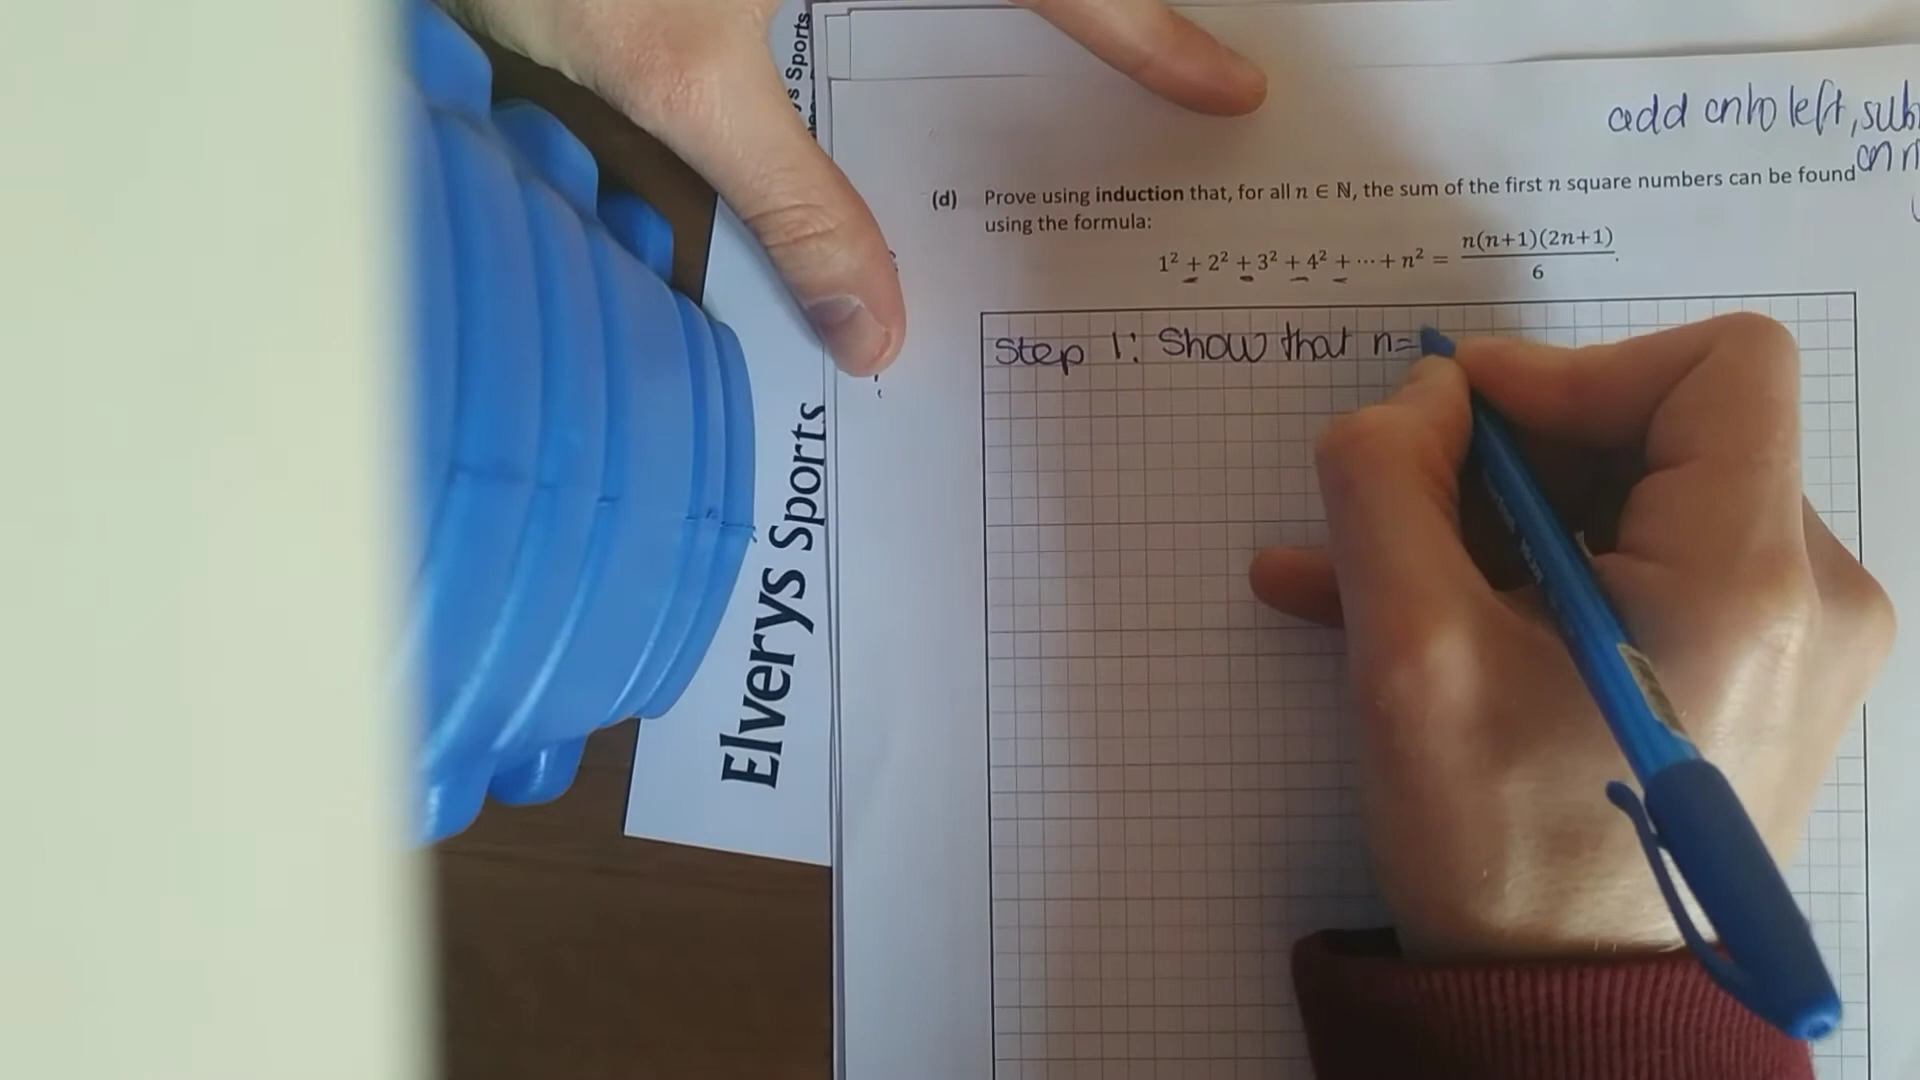 s Sports
Elverys Sports
add onto left, sub
on r
(d) Prove using induction that, for all n ∈ ℕ, the sum of the first n square numbers can be found
using the formula:
1² + 2² + 3² + 4² + ⋯ + n² = n(n+1)(2n+1)/6.
Step 1: Show that n=